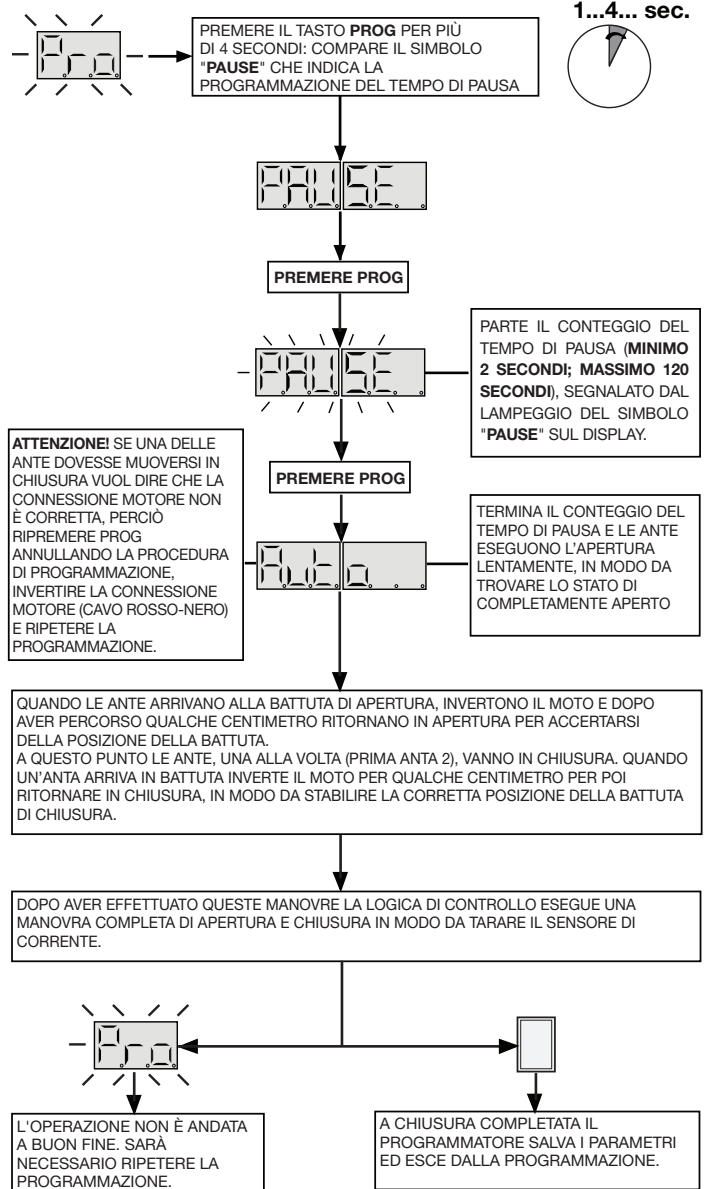 1...4... sec.
Pro
PREMERE IL TASTO PROG PER PIÙ
DI 4 SECONDI: COMPARE IL SIMBOLO
"PAUSE" CHE INDICA LA
PROGRAMMAZIONE DEL TEMPO DI PAUSA
PAUSE
PREMERE PROG
PAUSE
PARTE IL CONTEGGIO DEL
TEMPO DI PAUSA (MINIMO
2 SECONDI; MASSIMO 120
SECONDI), SEGNALATO DAL
LAMPEGGIO DEL SIMBOLO
"PAUSE" SUL DISPLAY.
ATTENZIONE! SE UNA DELLE
ANTE DOVESSE MUOVERSI IN
CHIUSURA VUOL DIRE CHE LA
CONNESSIONE MOTORE NON
È CORRETTA, PERCIÒ
RIPREMERE PROG
ANNULLANDO LA PROCEDURA
DI PROGRAMMAZIONE,
INVERTIRE LA CONNESSIONE
MOTORE (CAVO ROSSO-NERO)
E RIPETERE LA
PROGRAMMAZIONE.
PREMERE PROG
Auto
TERMINA IL CONTEGGIO DEL
TEMPO DI PAUSA E LE ANTE
ESEGUONO L'APERTURA
LENTAMENTE, IN MODO DA
TROVARE LO STATO DI
COMPLETAMENTE APERTO
QUANDO LE ANTE ARRIVANO ALLA BATTUTA DI APERTURA, INVERTONO IL MOTO E DOPO
AVER PERCORSO QUALCHE CENTIMETRO RITORNANO IN APERTURA PER ACCERTARSI
DELLA POSIZIONE DELLA BATTUTA.
A QUESTO PUNTO LE ANTE, UNA ALLA VOLTA (PRIMA ANTA 2), VANNO IN CHIUSURA. QUANDO
UN'ANTA ARRIVA IN BATTUTA INVERTE IL MOTO PER QUALCHE CENTIMETRO PER POI
RITORNARE IN CHIUSURA, IN MODO DA STABILIRE LA CORRETTA POSIZIONE DELLA BATTUTA
DI CHIUSURA.
DOPO AVER EFFETTUATO QUESTE MANOVRE LA LOGICA DI CONTROLLO ESEGUE UNA
MANOVRA COMPLETA DI APERTURA E CHIUSURA IN MODO DA TARARE IL SENSORE DI
CORRENTE.
Pro
L'OPERAZIONE NON È ANDATA
A BUON FINE. SARÀ
NECESSARIO RIPETERE LA
PROGRAMMAZIONE.
A CHIUSURA COMPLETATA IL
PROGRAMMATORE SALVA I PARAMETRI
ED ESCE DALLA PROGRAMMAZIONE.